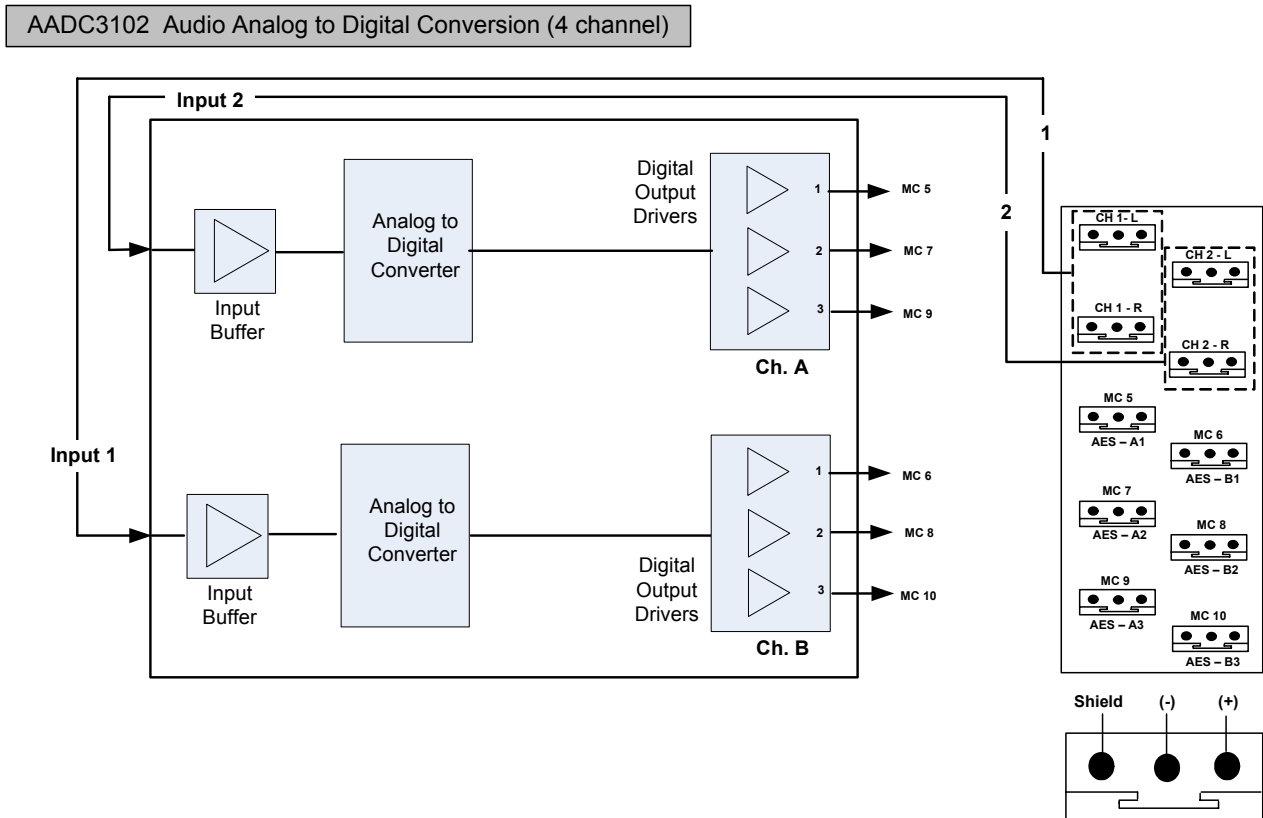 AADC3102 Audio Analog to Digital Conversion (4 channel)
Input 2
1
2
Input 1
Input
Buffer
Analog to
Digital
Converter
Digital
Output
Drivers
1
2
3
Ch. A
MC 5
MC 7
MC 9
Input
Buffer
Analog to
Digital
Converter
Digital
Output
Drivers
1
2
3
Ch. B
MC 6
MC 8
MC 10
CH 1- L
CH 2 - L
CH 1 - R
CH 2 - R
MC 5
AES – A1
MC 6
AES – B1
MC 7
AES – A2
MC 8
AES – B2
MC 9
AES – A3
MC 10
AES – B3
Shield (-) (+)